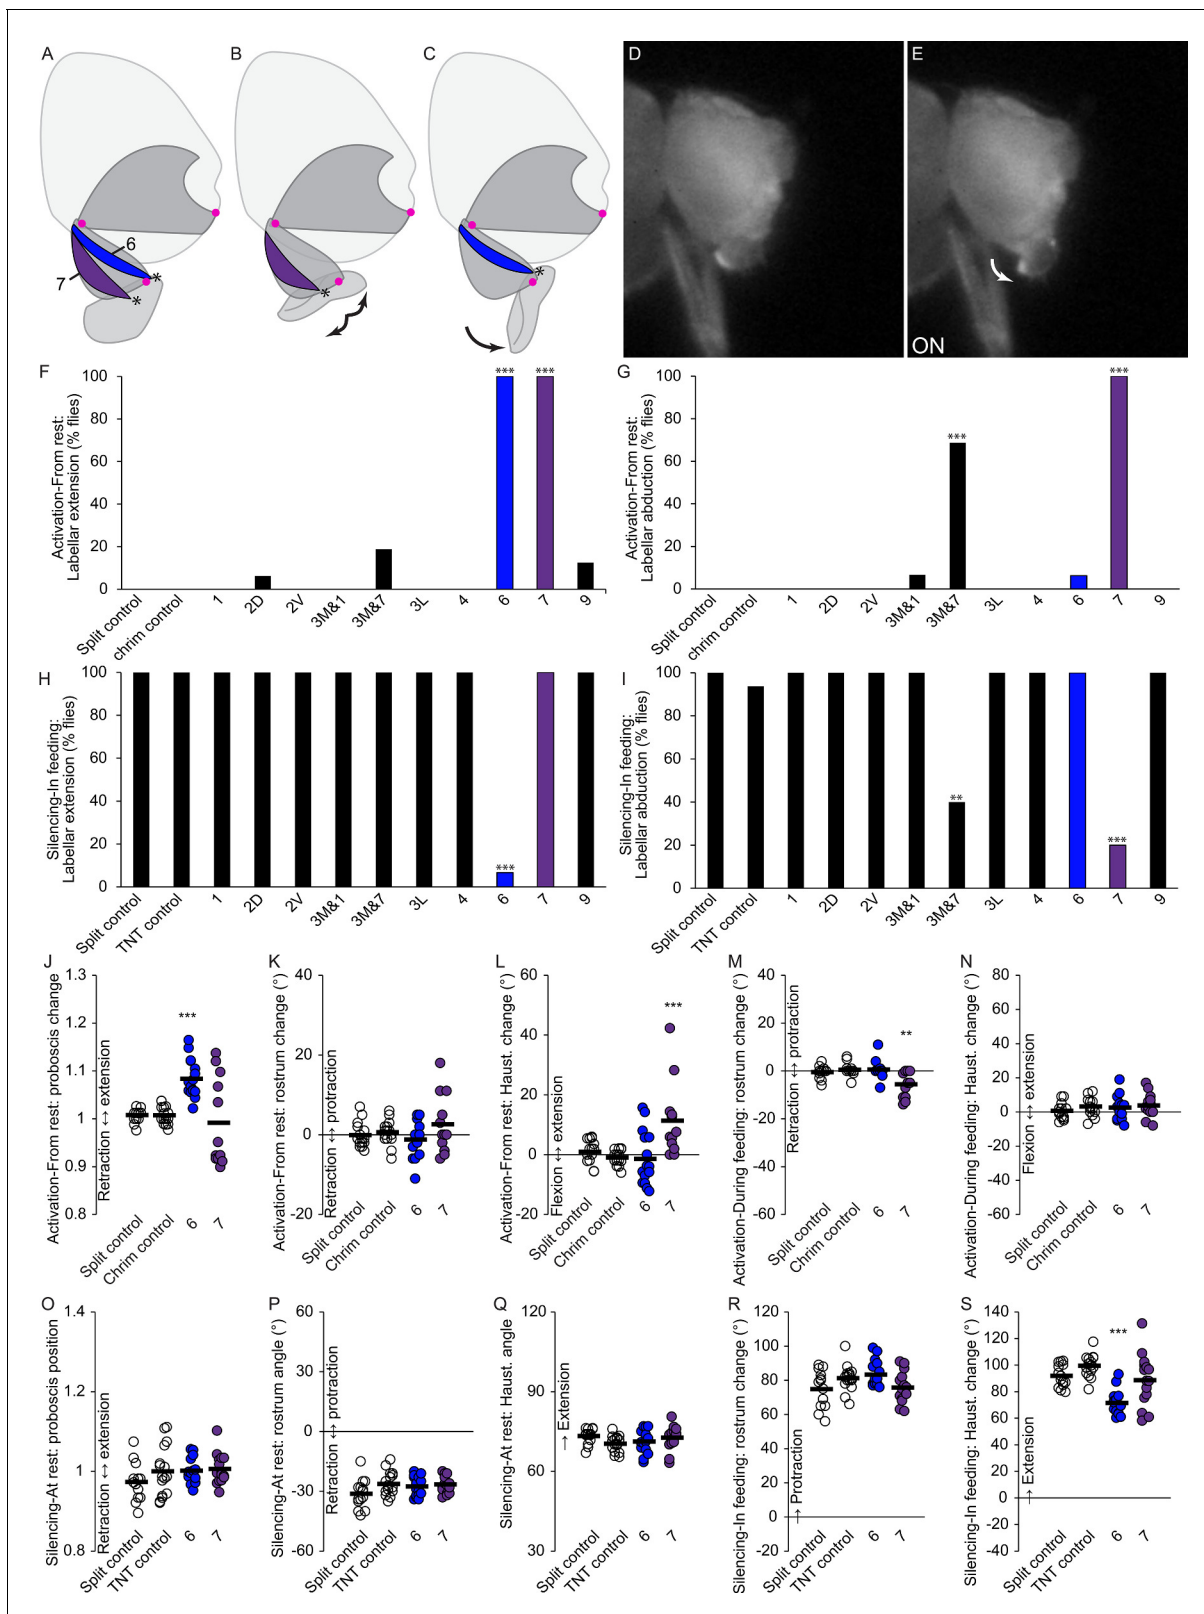 A
B
C
D
E
6
7
*
*
*
*
ON
F
Activation-From rest:
Labellar extension (% flies)
100
80
60
40
20
0
***
***
Split control
chrim control
1
2D
2V
3M&1
3M&7
3L
4
6
7
9
G
Activation-From rest:
Labellar abduction (% flies)
100
80
60
40
20
0
***
***
Split control
chrim control
1
2D
2V
3M&1
3M&7
3L
4
6
7
9
H
Silencing-In feeding:
Labellar extension (% flies)
100
80
60
40
20
0
***
Split control
TNT control
1
2D
2V
3M&1
3M&7
3L
4
6
7
9
I
Silencing-In feeding:
Labellar abduction (% flies)
100
80
60
40
20
0
**
***
Split control
TNT control
1
2D
2V
3M&1
3M&7
3L
4
6
7
9
J
Activation-From rest: proboscis change
Retraction ↔ extension
1.3
1.2
1.1
1.0
0.9
0.8
***
Split control
Chrim control
6
7
K
Activation-From rest: rostrum change (°)
Retraction ↔ protraction
40
20
0
-20
Split control
Chrim control
6
7
L
Activation-From rest: Haust. change (°)
Flexion ↔ extension
60
40
20
0
-20
***
Split control
Chrim control
6
7
M
Activation-During feeding: rostrum change (°)
Retraction ↔ protraction
40
20
0
-20
-40
-60
**
Split control
Chrim control
6
7
N
Activation-During feeding: Haust. change (°)
Flexion ↔ extension
80
60
40
20
0
-20
-40
-60
Split control
Chrim control
6
7
O
Silencing-At rest: proboscis position
Retraction ↔ extension
1.4
1.2
1
1
0.8
Split control
TNT control
6
7
P
Silencing-At rest: rostrum angle (°)
Retraction ↔ protraction
60
30
0
-30
-60
Split control
TNT control
6
7
Q
Silencing-At rest: Haust. angle
→ Extension
120
90
60
30
Split control
TNT control
6
7
R
Silencing-In feeding: rostrum change (°)
→ Protraction
120
100
80
60
40
20
0
-20
Split control
TNT control
6
7
S
Silencing-In feeding: Haust. change (°)
→ Extension
140
120
100
80
60
40
20
0
-20
-40
***
Split control
TNT control
6
7